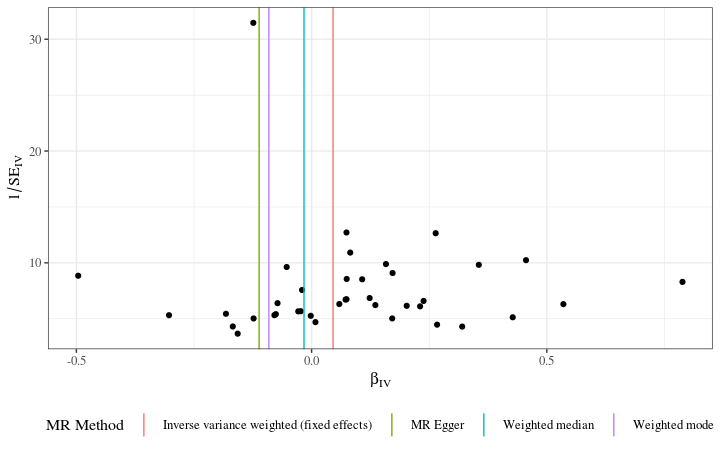 30
20
10
1/SE_IV
-0.5 0.0 0.5
β_IV
MR Method Inverse variance weighted (fixed effects) MR Egger Weighted median Weighted mode